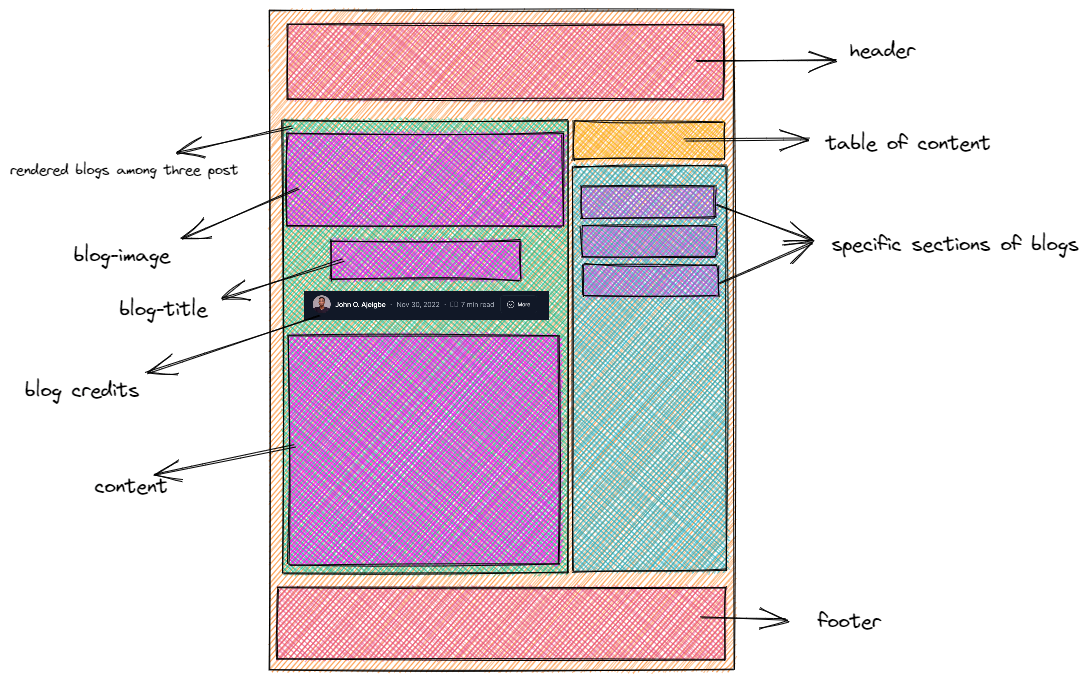 header
table of content
rendered blogs among three post
specific sections of blogs
blog-image
blog-title
John O. Ajeigbe · Nov 30, 2022 · 7 min read More
blog credits
content
footer